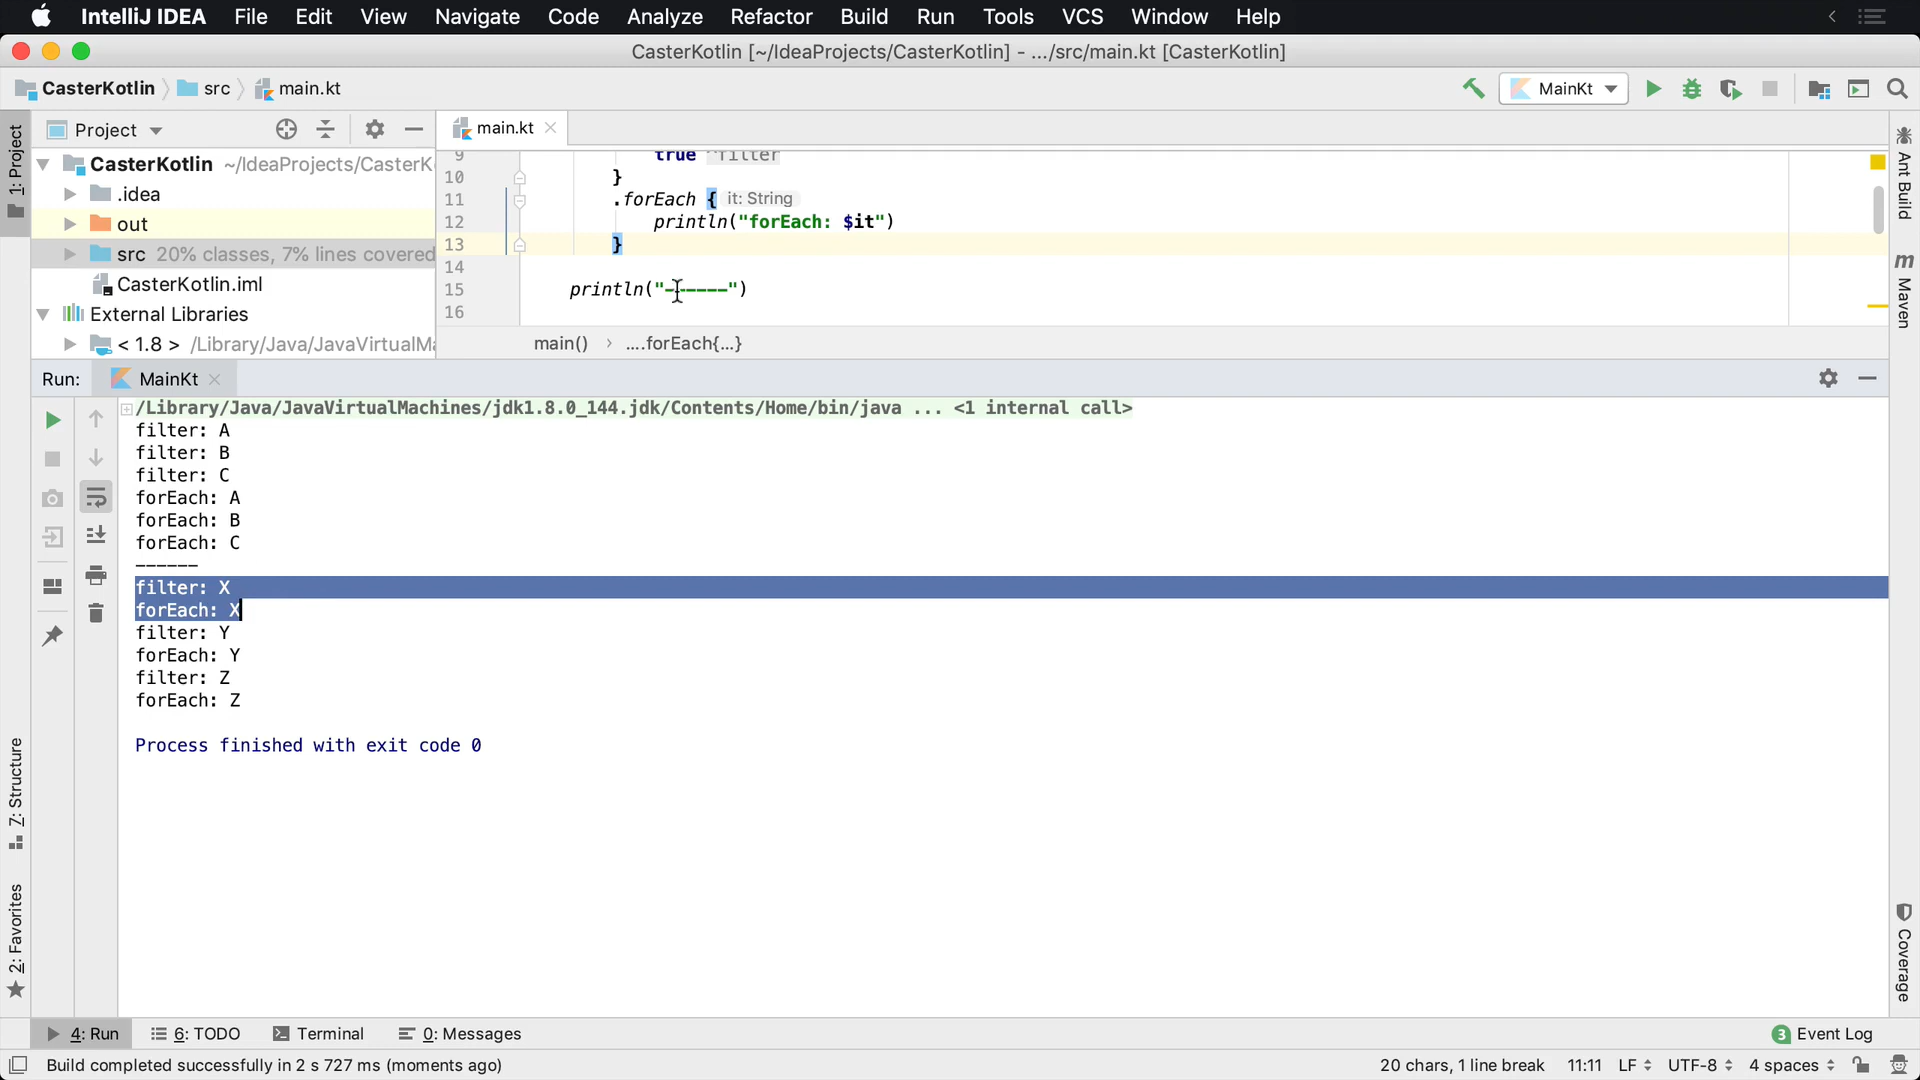 IntelliJ IDEA File Edit View Navigate Code Analyze Refactor Build Run Tools VCS Window Help
CasterKotlin [~/IdeaProjects/CasterKotlin] - .../src/main.kt [CasterKotlin]
CasterKotlin src main.kt MainKt
1: Project
Project
main.kt
CasterKotlin ~/IdeaProjects/CasterK
.idea
out
src 20% classes, 7% lines covered
CasterKotlin.iml
External Libraries
< 1.8 > /Library/Java/JavaVirtualMa
9 true ^filter
10 }
11 .forEach { it: String
12 println("forEach: $it")
13 }
14
15 println("------")
16
main() › ....forEach{...}
Ant Build
Maven
Run: MainKt
/Library/Java/JavaVirtualMachines/jdk1.8.0_144.jdk/Contents/Home/bin/java ... <1 internal call>
filter: A
filter: B
filter: C
forEach: A
forEach: B
forEach: C
------
filter: X
forEach: X
filter: Y
forEach: Y
filter: Z
forEach: Z
Process finished with exit code 0
Z: Structure
2: Favorites
Coverage
4: Run 6: TODO Terminal 0: Messages 3 Event Log
Build completed successfully in 2 s 727 ms (moments ago) 20 chars, 1 line break 11:11 LF UTF-8 4 spaces